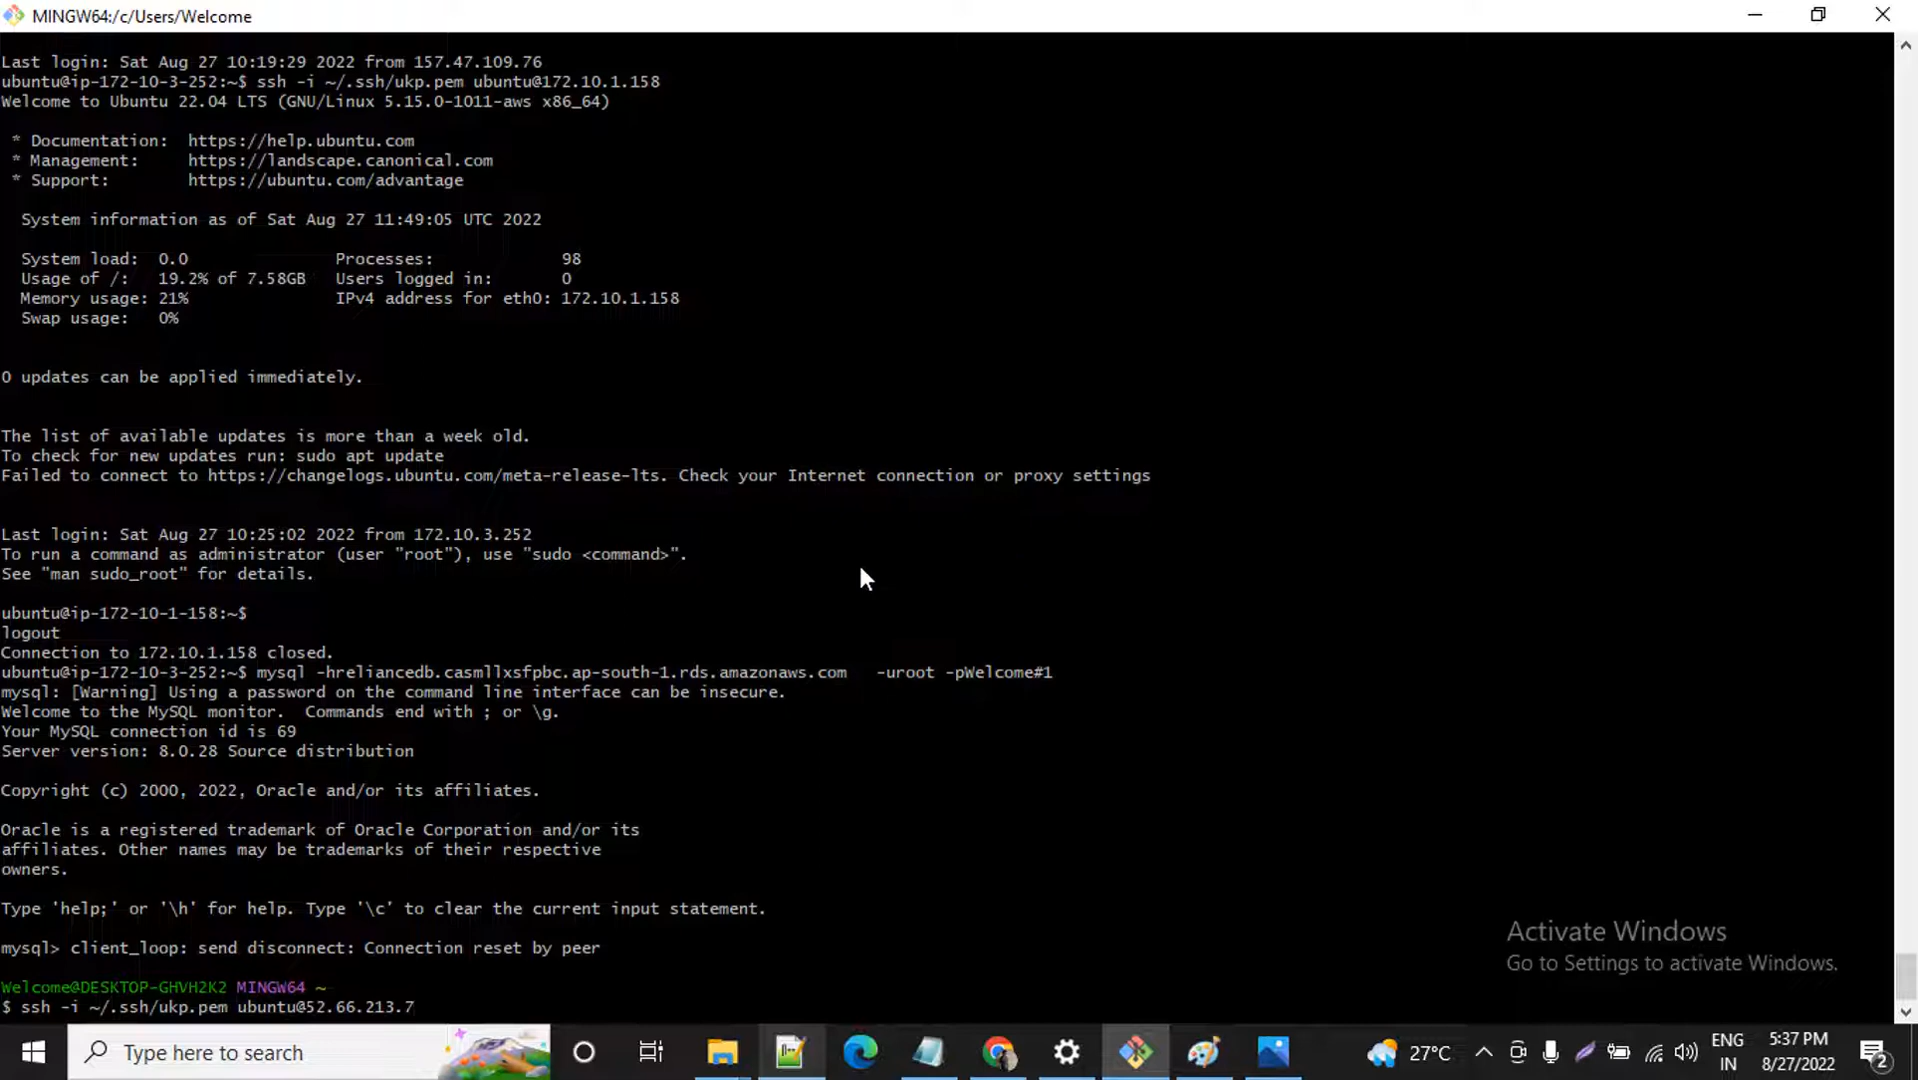 MINGW64:/c/Users/Welcome
Last login: Sat Aug 27 10:19:29 2022 from 157.47.109.76
ubuntu@ip-172-10-3-252:~$ ssh -i ~/.ssh/ukp.pem ubuntu@172.10.1.158
Welcome to Ubuntu 22.04 LTS (GNU/Linux 5.15.0-1011-aws x86_64)
* Documentation: https://help.ubuntu.com
* Management: https://landscape.canonical.com
* Support: https://ubuntu.com/advantage
System information as of Sat Aug 27 11:49:05 UTC 2022
System load: 0.0 Processes: 98
Usage of /: 19.2% of 7.58GB Users logged in: 0
Memory usage: 21% IPv4 address for eth0: 172.10.1.158
Swap usage: 0%
0 updates can be applied immediately.
The list of available updates is more than a week old.
To check for new updates run: sudo apt update
Failed to connect to https://changelogs.ubuntu.com/meta-release-lts. Check your Internet connection or proxy settings
Last login: Sat Aug 27 10:25:02 2022 from 172.10.3.252
To run a command as administrator (user "root"), use "sudo <command>".
See "man sudo_root" for details.
ubuntu@ip-172-10-1-158:~$
logout
Connection to 172.10.1.158 closed.
ubuntu@ip-172-10-3-252:~$ mysql -hreliancedb.casmllxsfpbc.ap-south-1.rds.amazonaws.com -uroot -pWelcome#1
mysql: [Warning] Using a password on the command line interface can be insecure.
Welcome to the MySQL monitor. Commands end with ; or \g.
Your MySQL connection id is 69
Server version: 8.0.28 Source distribution
Copyright (c) 2000, 2022, Oracle and/or its affiliates.
Oracle is a registered trademark of Oracle Corporation and/or its
affiliates. Other names may be trademarks of their respective
owners.
Type 'help;' or '\h' for help. Type '\c' to clear the current input statement.
mysql> client_loop: send disconnect: Connection reset by peer
Welcome@DESKTOP-GHVH2K2 MINGW64 ~
$ ssh -i ~/.ssh/ukp.pem ubuntu@52.66.213.7
Activate Windows
Go to Settings to activate Windows.
Type here to search
27°C
ENG
IN
5:37 PM
8/27/2022
2